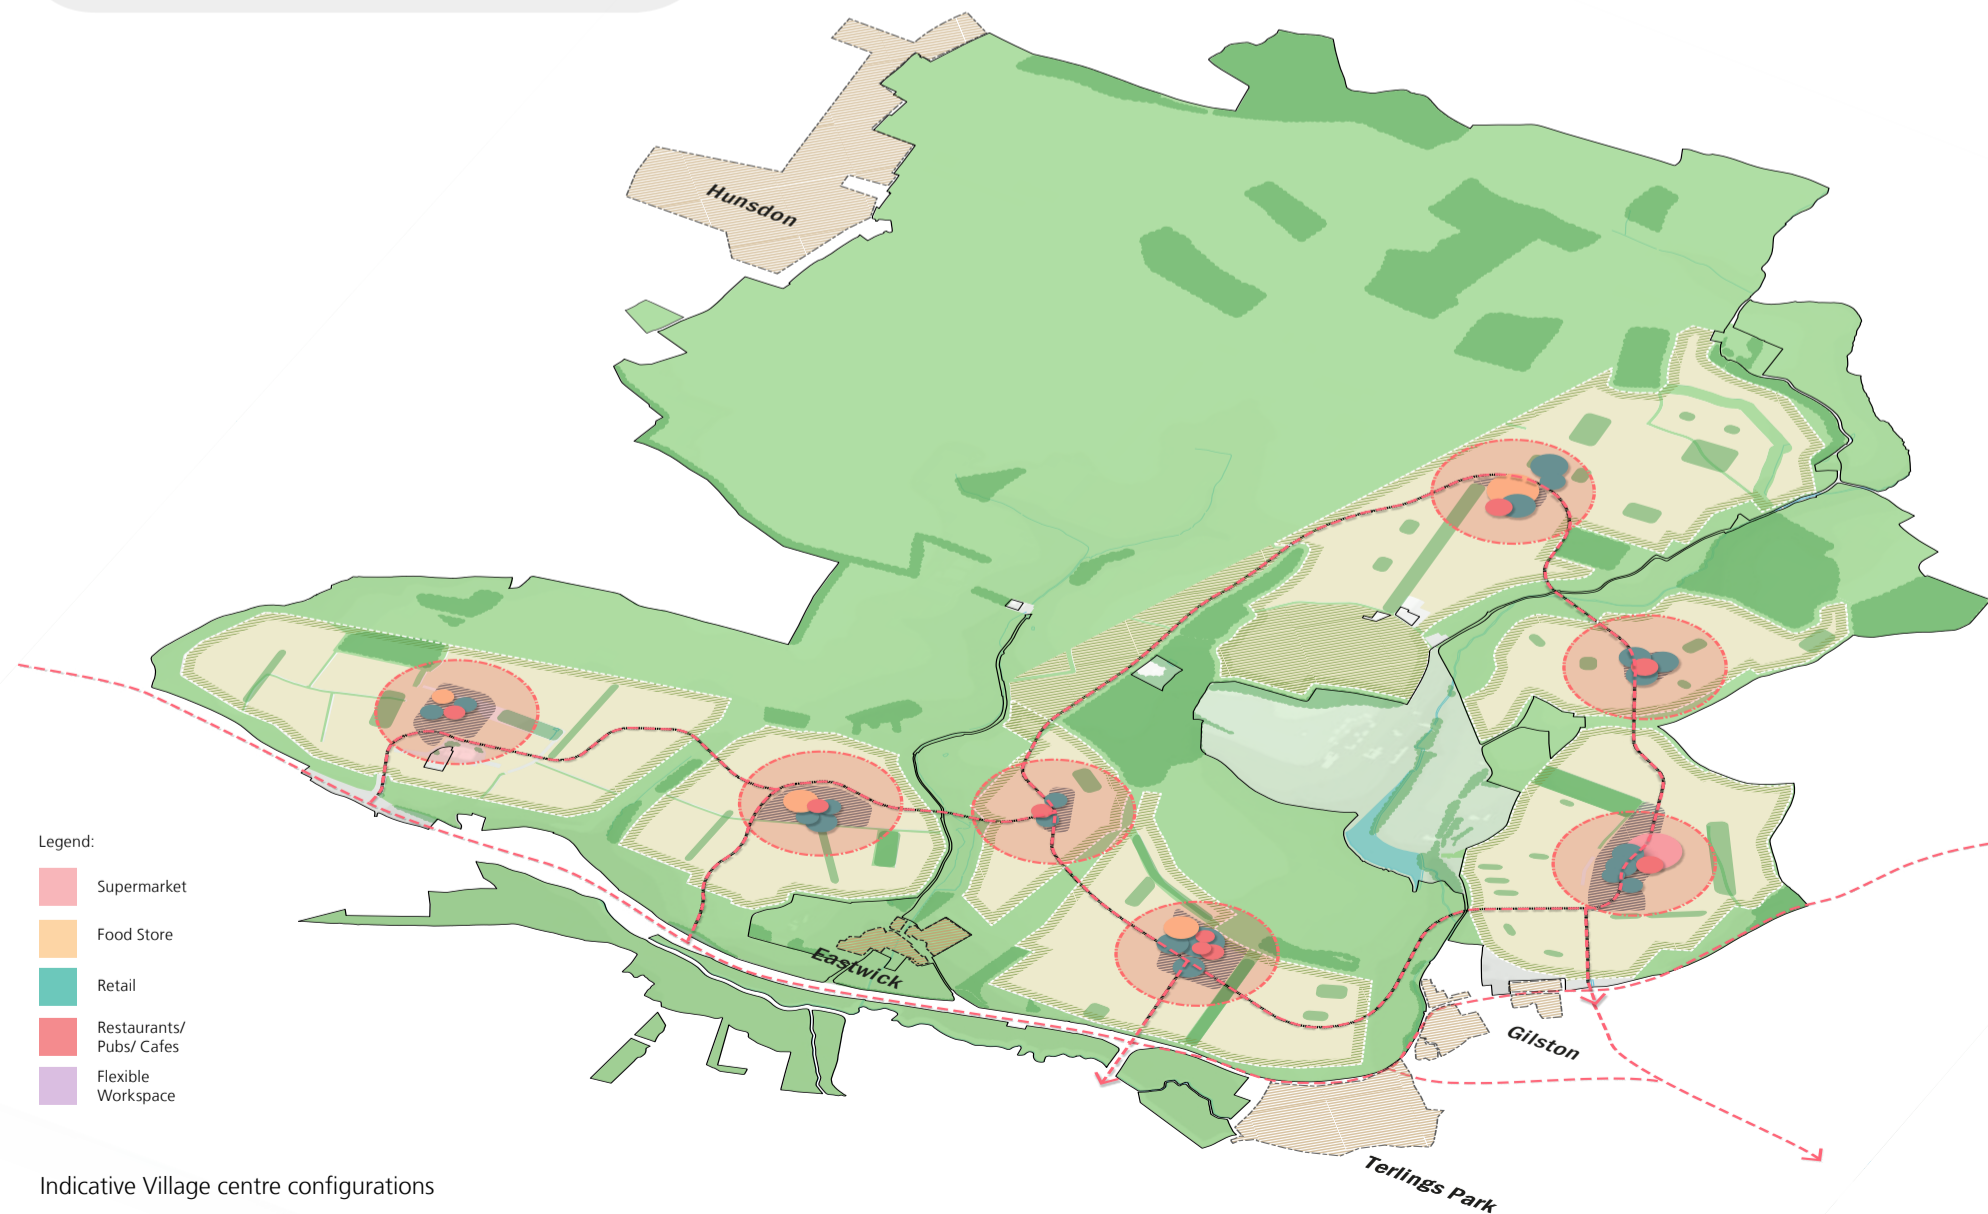 Hunsdon
Eastwick
Gilston
Terlings Park
Legend:
Supermarket
Food Store
Retail
Restaurants/
Pubs/ Cafes
Flexible
Workspace
Indicative Village centre configurations